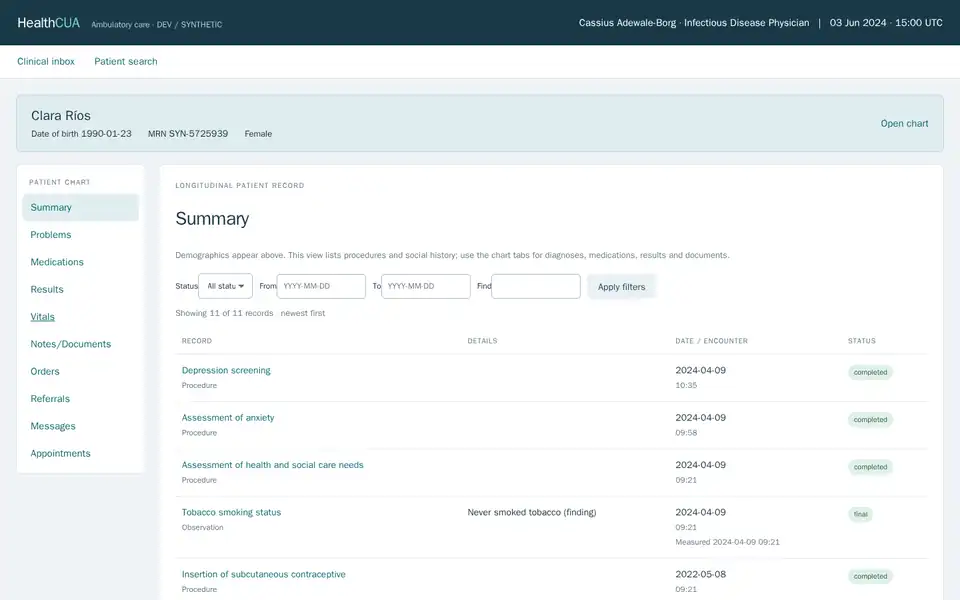 HealthCUA Ambulatory care · DEV / SYNTHETIC
Cassius Adewale-Borg · Infectious Disease Physician | 03 Jun 2024 · 15:00 UTC
Clinical inbox Patient search
Clara Ríos
Date of birth 1990-01-23 MRN SYN-5725939 Female
Open chart
PATIENT CHART
Summary
Problems
Medications
Results
Vitals
Notes/Documents
Orders
Referrals
Messages
Appointments
LONGITUDINAL PATIENT RECORD
Summary
Demographics appear above. This view lists procedures and social history; use the chart tabs for diagnoses, medications, results and documents.
Status All statu From YYYY-MM-DD To YYYY-MM-DD Find Apply filters
Showing 11 of 11 records newest first
RECORD DETAILS DATE / ENCOUNTER STATUS
Depression screening 2024-04-09 completed
Procedure 10:35
Assessment of anxiety 2024-04-09 completed
Procedure 09:58
Assessment of health and social care needs 2024-04-09 completed
Procedure 09:21
Tobacco smoking status Never smoked tobacco (finding) 2024-04-09 final
Observation 09:21
Measured 2024-04-09 09:21
Insertion of subcutaneous contraceptive 2022-05-08 completed
Procedure 09:21